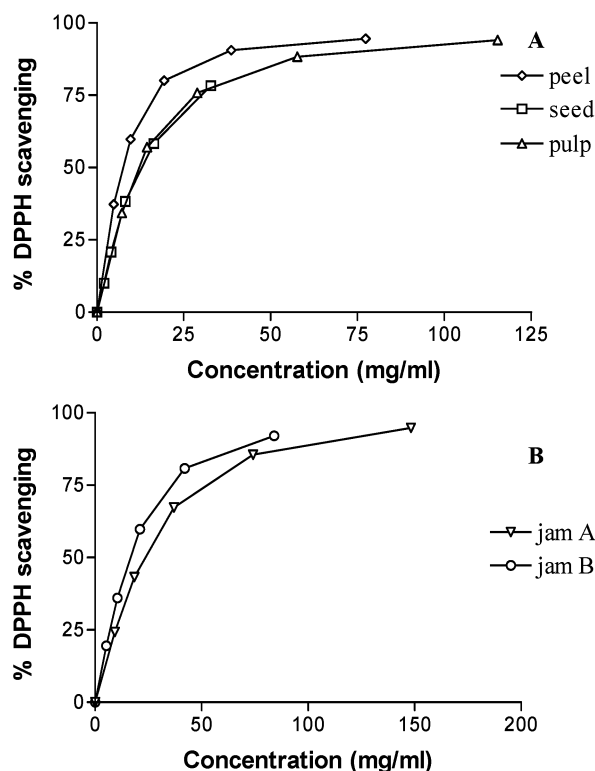 100
75
50
25
0
% DPPH scavenging
A
peel
seed
pulp
0 25 50 75 100 125
Concentration (mg/ml)
100
75
50
25
0
% DPPH scavenging
B
jam A
jam B
0 50 100 150 200
Concentration (mg/ml)